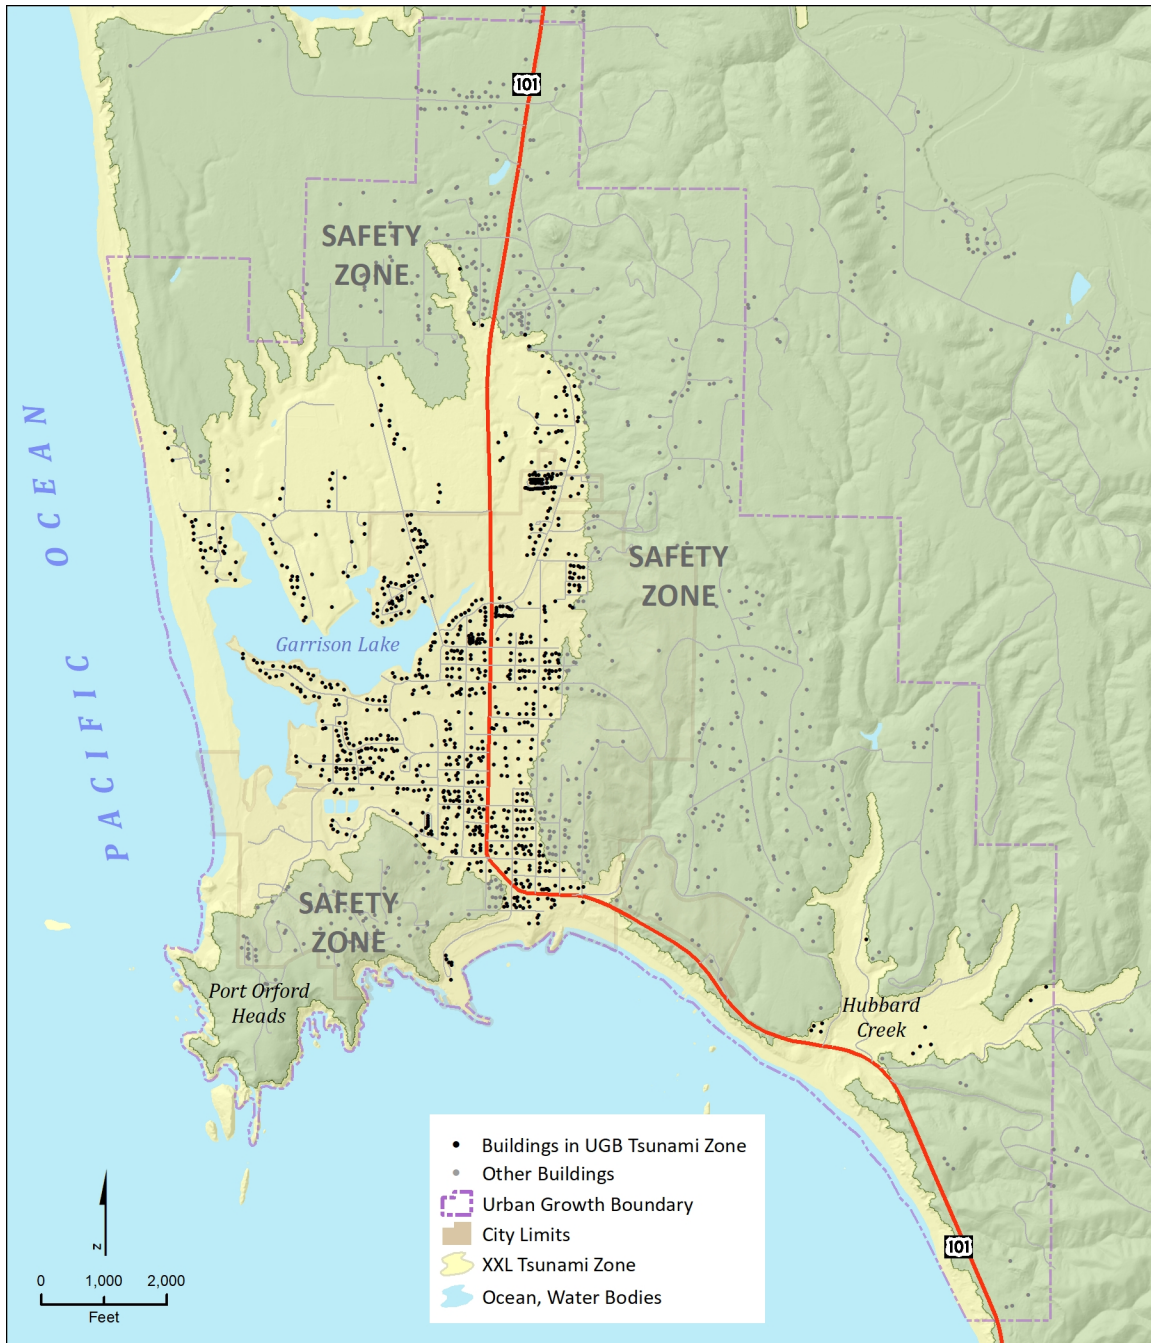 101
SAFETY
ZONE
PACIFIC OCEAN
SAFETY
ZONE
Garrison Lake
SAFETY
ZONE
Port Orford
Heads
Hubbard
Creek
Buildings in UGB Tsunami Zone
Other Buildings
Urban Growth Boundary
City Limits
XXL Tsunami Zone
Ocean, Water Bodies
z
0 1,000 2,000
Feet
101